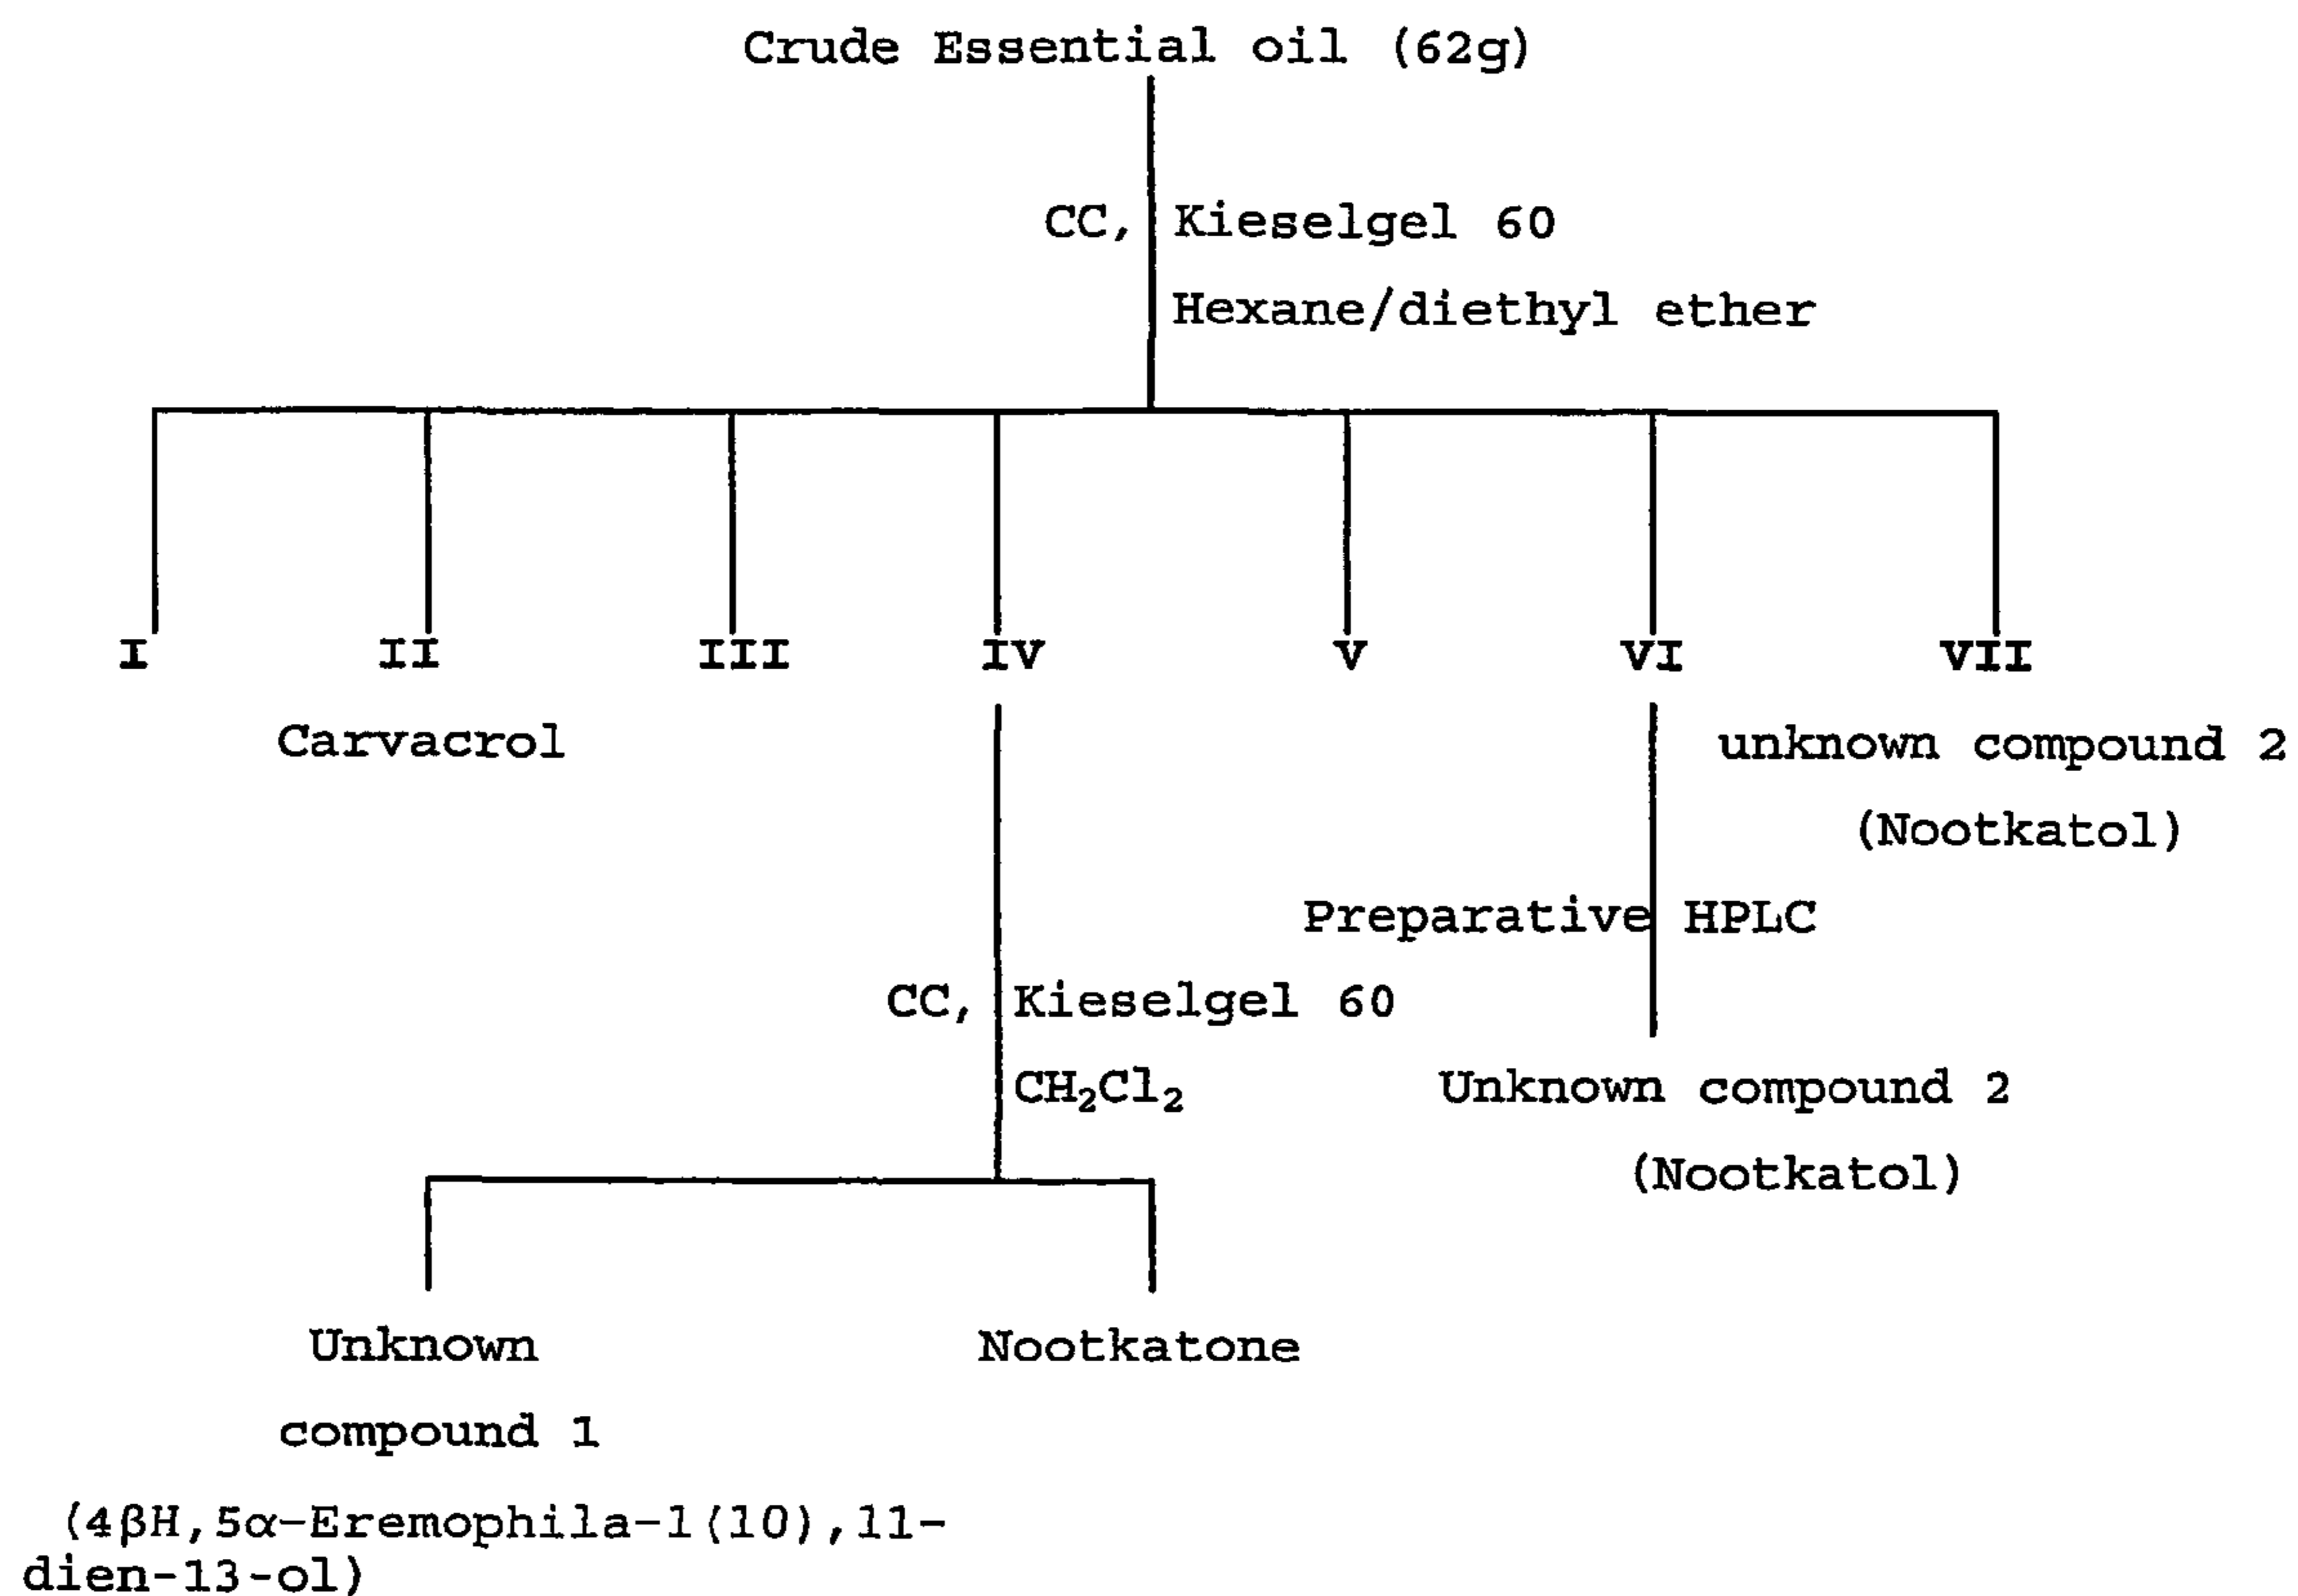 Crude Essential oil (62g)
CC, Kieselgel 60
Hexane/diethyl ether
I II III IV V VI VII
Carvacrol
unknown compound 2
(Nootkatol)
Preparative HPLC
CC, Kieselgel 60
CH₂Cl₂
Unknown compound 2
(Nootkatol)
Unknown
compound 1
Nootkatone
(4βH,5α-Eremophila-1(10),11-
dien-13-ol)